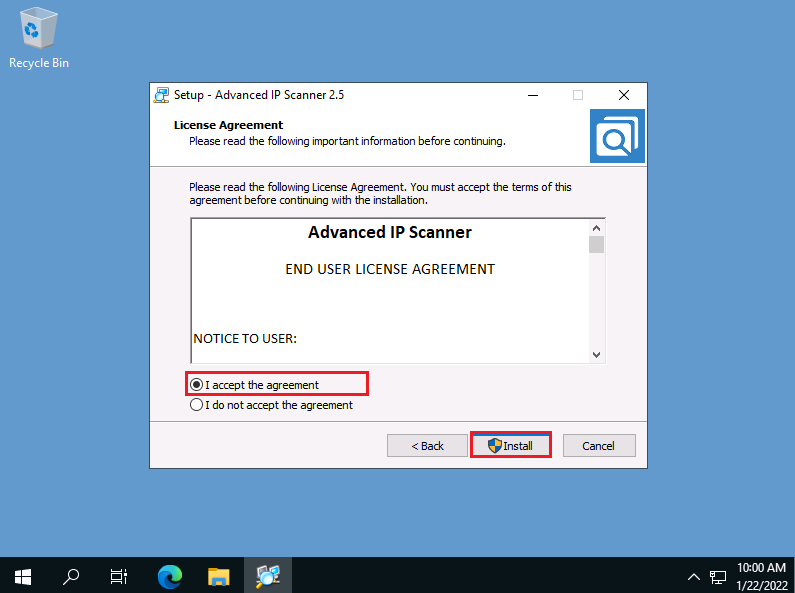 Recycle Bin
Setup - Advanced IP Scanner 2.5
License Agreement
Please read the following important information before continuing.
Please read the following License Agreement. You must accept the terms of this
agreement before continuing with the installation.
Advanced IP Scanner
END USER LICENSE AGREEMENT
NOTICE TO USER:
I accept the agreement
I do not accept the agreement
< Back
Install
Cancel
10:00 AM
1/22/2022